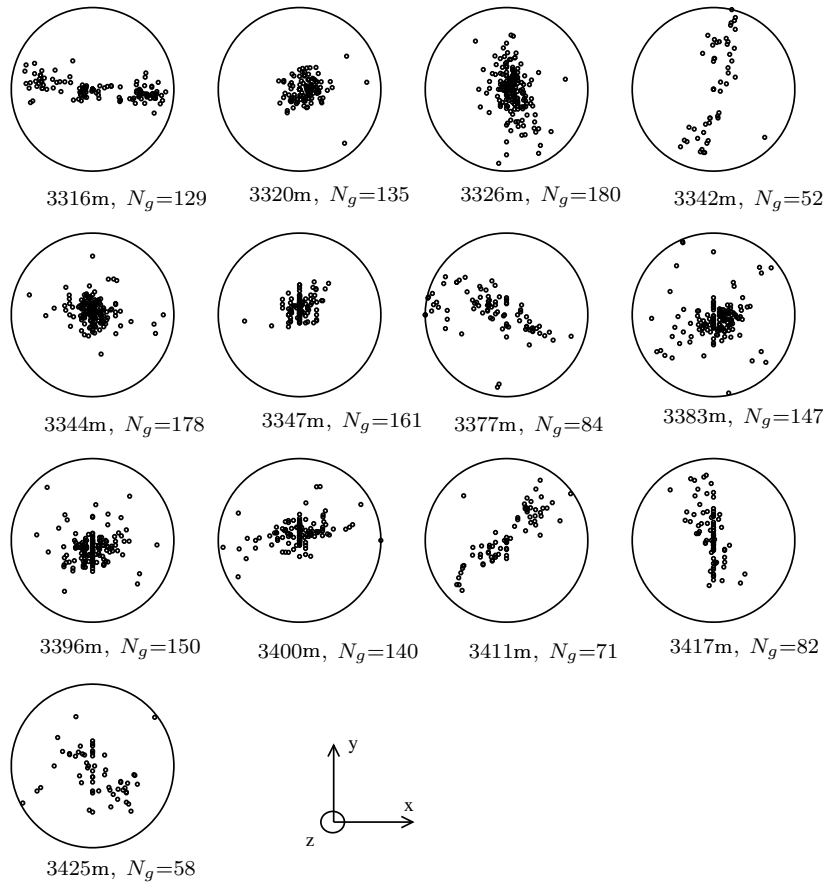 3316m, N_g=129
3320m, N_g=135
3326m, N_g=180
3342m, N_g=52
3344m, N_g=178
3347m, N_g=161
3377m, N_g=84
3383m, N_g=147
3396m, N_g=150
3400m, N_g=140
3411m, N_g=71
3417m, N_g=82
3425m, N_g=58
y
x
z